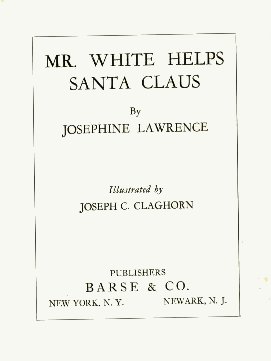 MR. WHITE HELPS
SANTA CLAUS
By
JOSEPHINE LAWRENCE
Illustrated by
JOSEPH C. CLAGHORN
PUBLISHERS
BARSE & CO.
NEW YORK, N. Y. NEWARK, N. J.